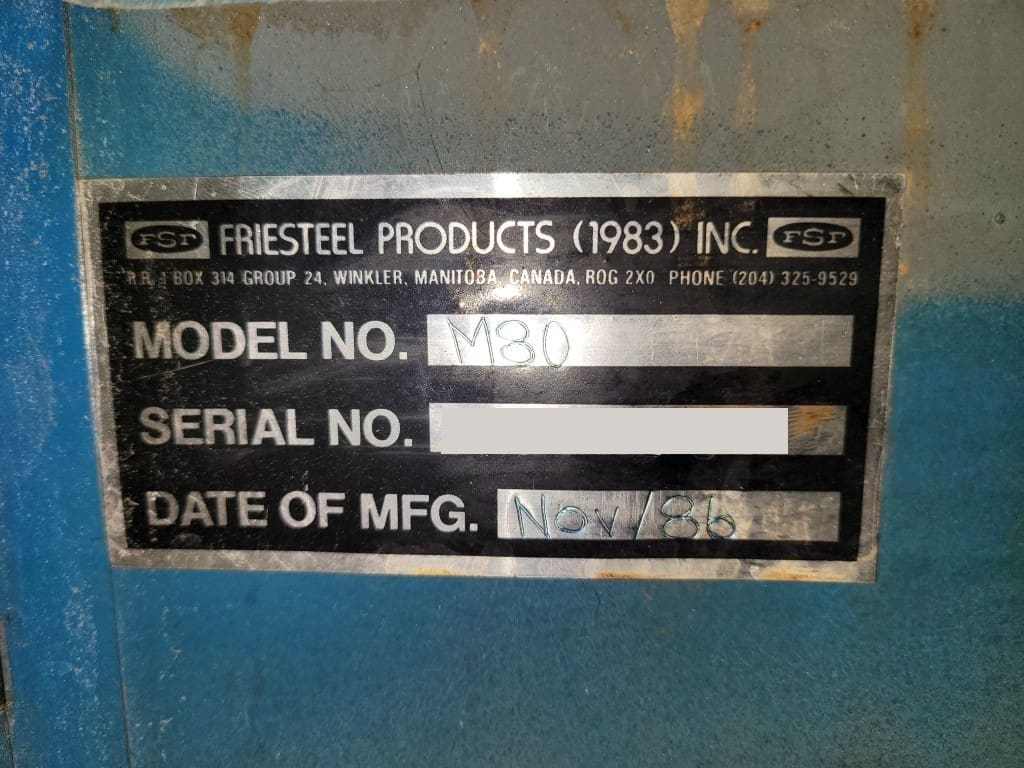 FSP FRIESTEEL PRODUCTS (1983) INC. FSP
R.R. 1 BOX 314 GROUP 24, WINKLER, MANITOBA, CANADA, ROG 2X0 PHONE (204) 325-9529
MODEL NO. M80
SERIAL NO.
DATE OF MFG. Nov/86